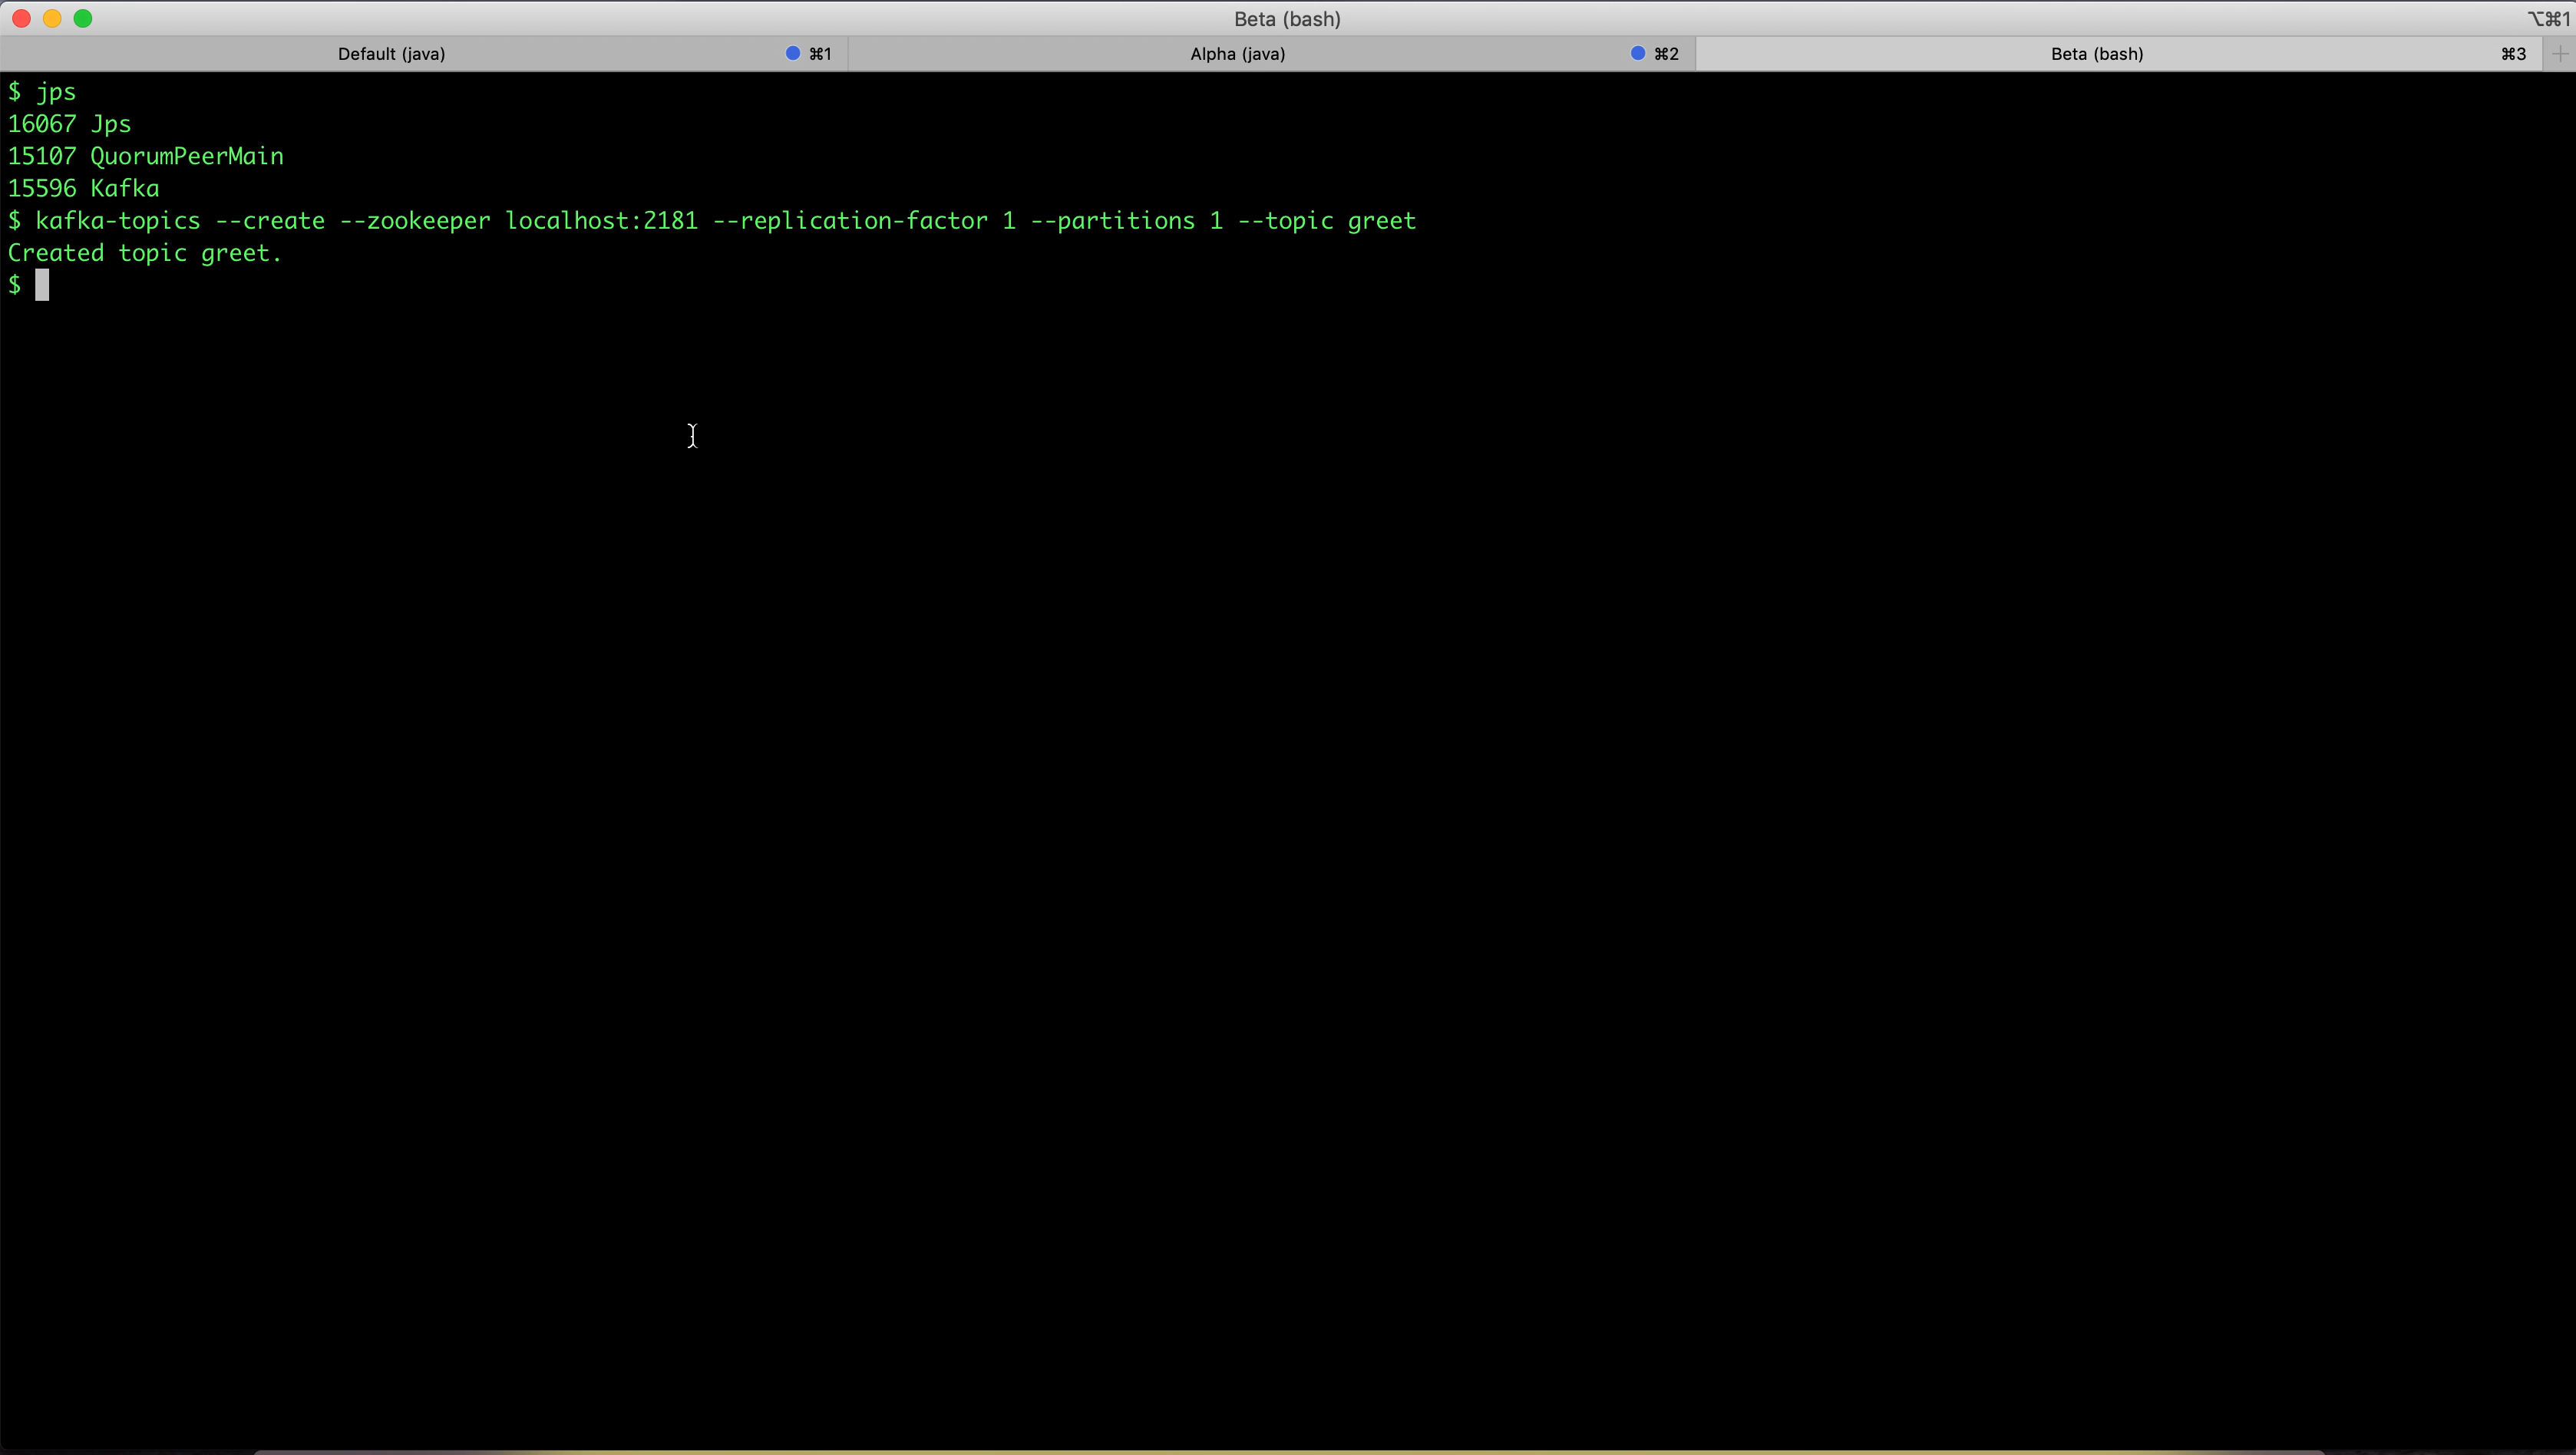 Beta (bash)
⌥⌘1
Default (java) ⌘1
Alpha (java) ⌘2
Beta (bash) ⌘3
$ jps
16067 Jps
15107 QuorumPeerMain
15596 Kafka
$ kafka-topics --create --zookeeper localhost:2181 --replication-factor 1 --partitions 1 --topic greet
Created topic greet.
$